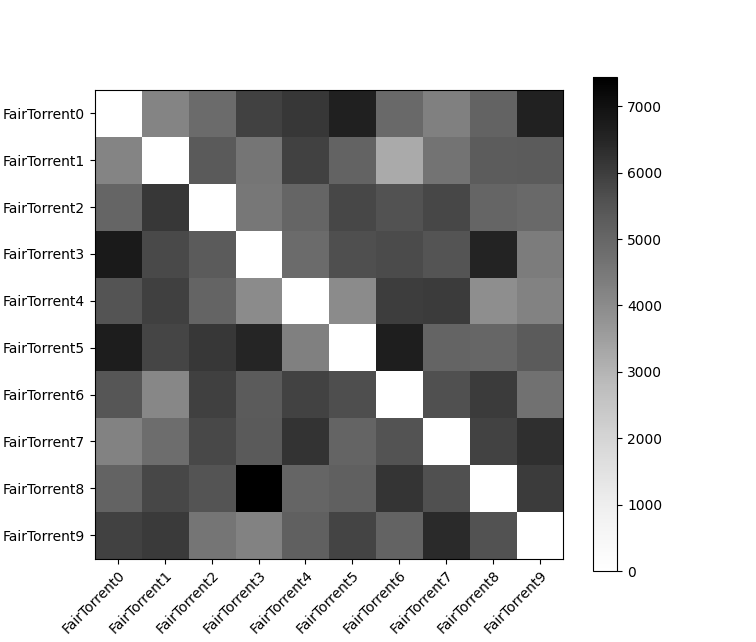 FairTorrent0
FairTorrent1
FairTorrent2
FairTorrent3
FairTorrent4
FairTorrent5
FairTorrent6
FairTorrent7
FairTorrent8
FairTorrent9
FairTorrent0
FairTorrent1
FairTorrent2
FairTorrent3
FairTorrent4
FairTorrent5
FairTorrent6
FairTorrent7
FairTorrent8
FairTorrent9
7000
6000
5000
4000
3000
2000
1000
0